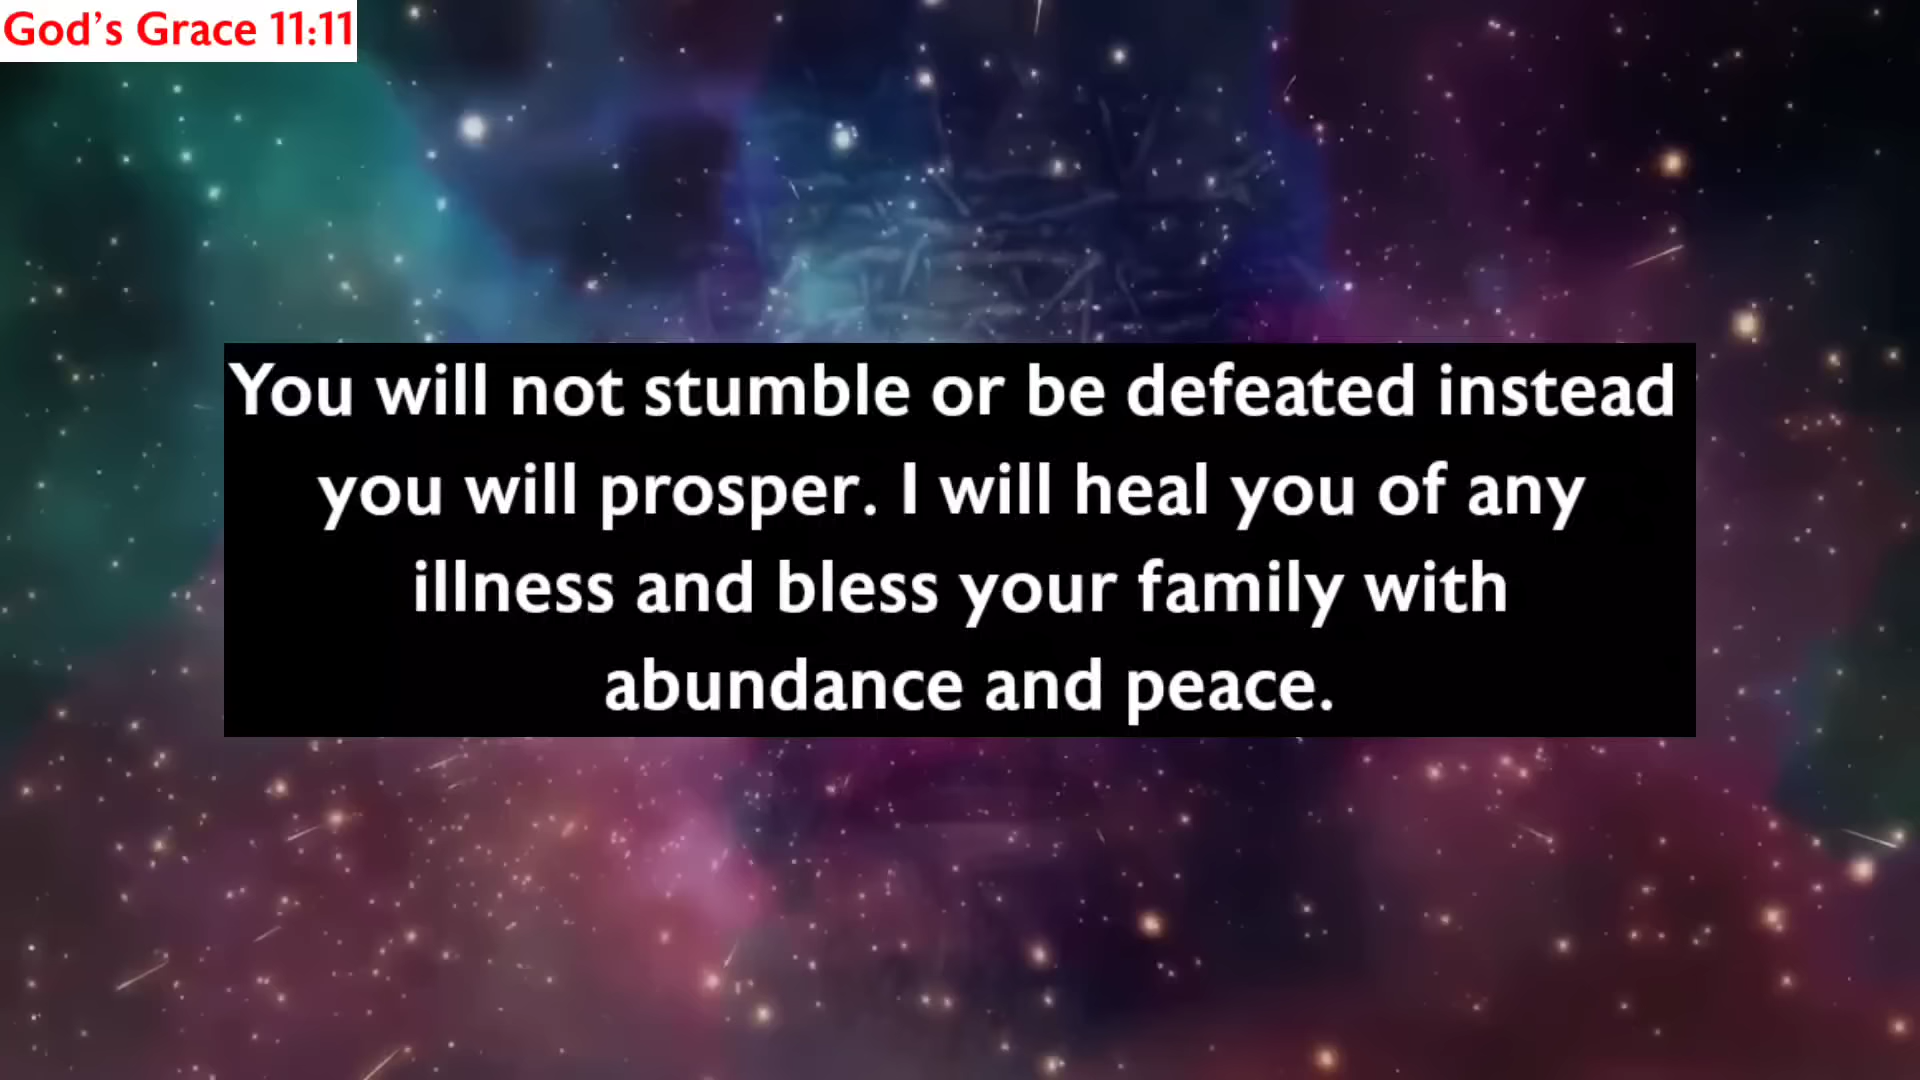 God’s Grace 11:11
You will not stumble or be defeated instead
you will prosper. I will heal you of any
illness and bless your family with
abundance and peace.